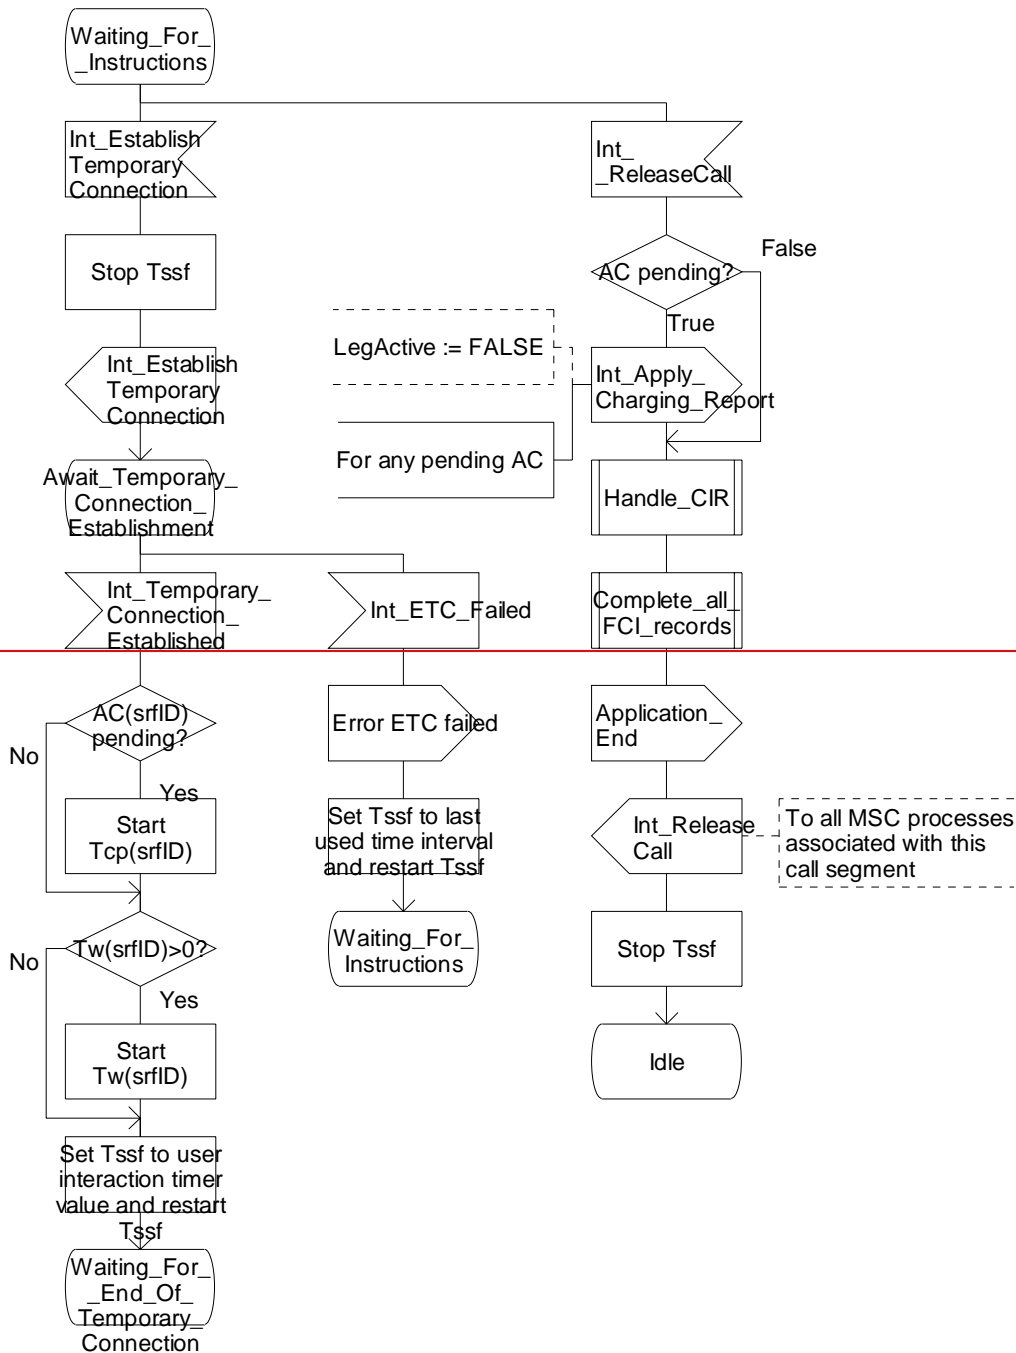 Waiting_For_
_Instructions
Int_Establish
Temporary
Connection
Stop Tssf
Int_Establish
Temporary
Connection
Await_Temporary_
Connection_
Establishment
Int_
_ReleaseCall
AC pending?
False
True
LegActive := FALSE
Int_Apply_
Charging_Report
For any pending AC
Handle_CIR
Complete_all_
FCI_records
Int_Temporary_
Connection_
Established
Int_ETC_Failed
AC(srfID)
pending?
No
Yes
Start
Tcp(srfID)
Tw(srfID)>0?
No
Yes
Start
Tw(srfID)
Set Tssf to user
interaction timer
value and restart
Tssf
Waiting_For_
_End_Of_
Temporary_
Connection
Error ETC failed
Set Tssf to last
used time interval
and restart Tssf
Waiting_For_
Instructions
Application_
End
Int_Release
Call
To all MSC processes
associated with this
call segment
Stop Tssf
Idle